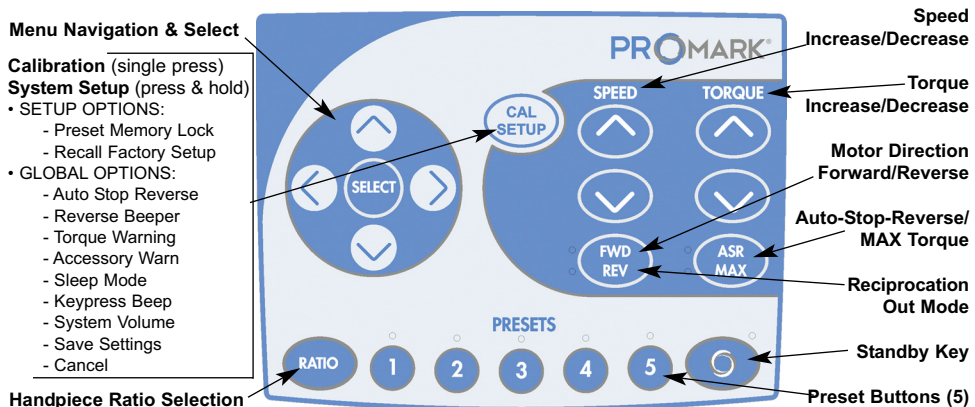 Menu Navigation & Select
Calibration (single press)
System Setup (press & hold)
• SETUP OPTIONS:
- Preset Memory Lock
- Recall Factory Setup
• GLOBAL OPTIONS:
- Auto Stop Reverse
- Reverse Beeper
- Torque Warning
- Accessory Warn
- Sleep Mode
- Keypress Beep
- System Volume
- Save Settings
- Cancel
Handpiece Ratio Selection
PROMARK®
SPEED
TORQUE
CAL
SETUP
SELECT
FWD
REV
ASR
MAX
PRESETS
RATIO
1
2
3
4
5
Speed
Increase/Decrease
Torque
Increase/Decrease
Motor Direction
Forward/Reverse
Auto-Stop-Reverse/
MAX Torque
Reciprocation
Out Mode
Standby Key
Preset Buttons (5)